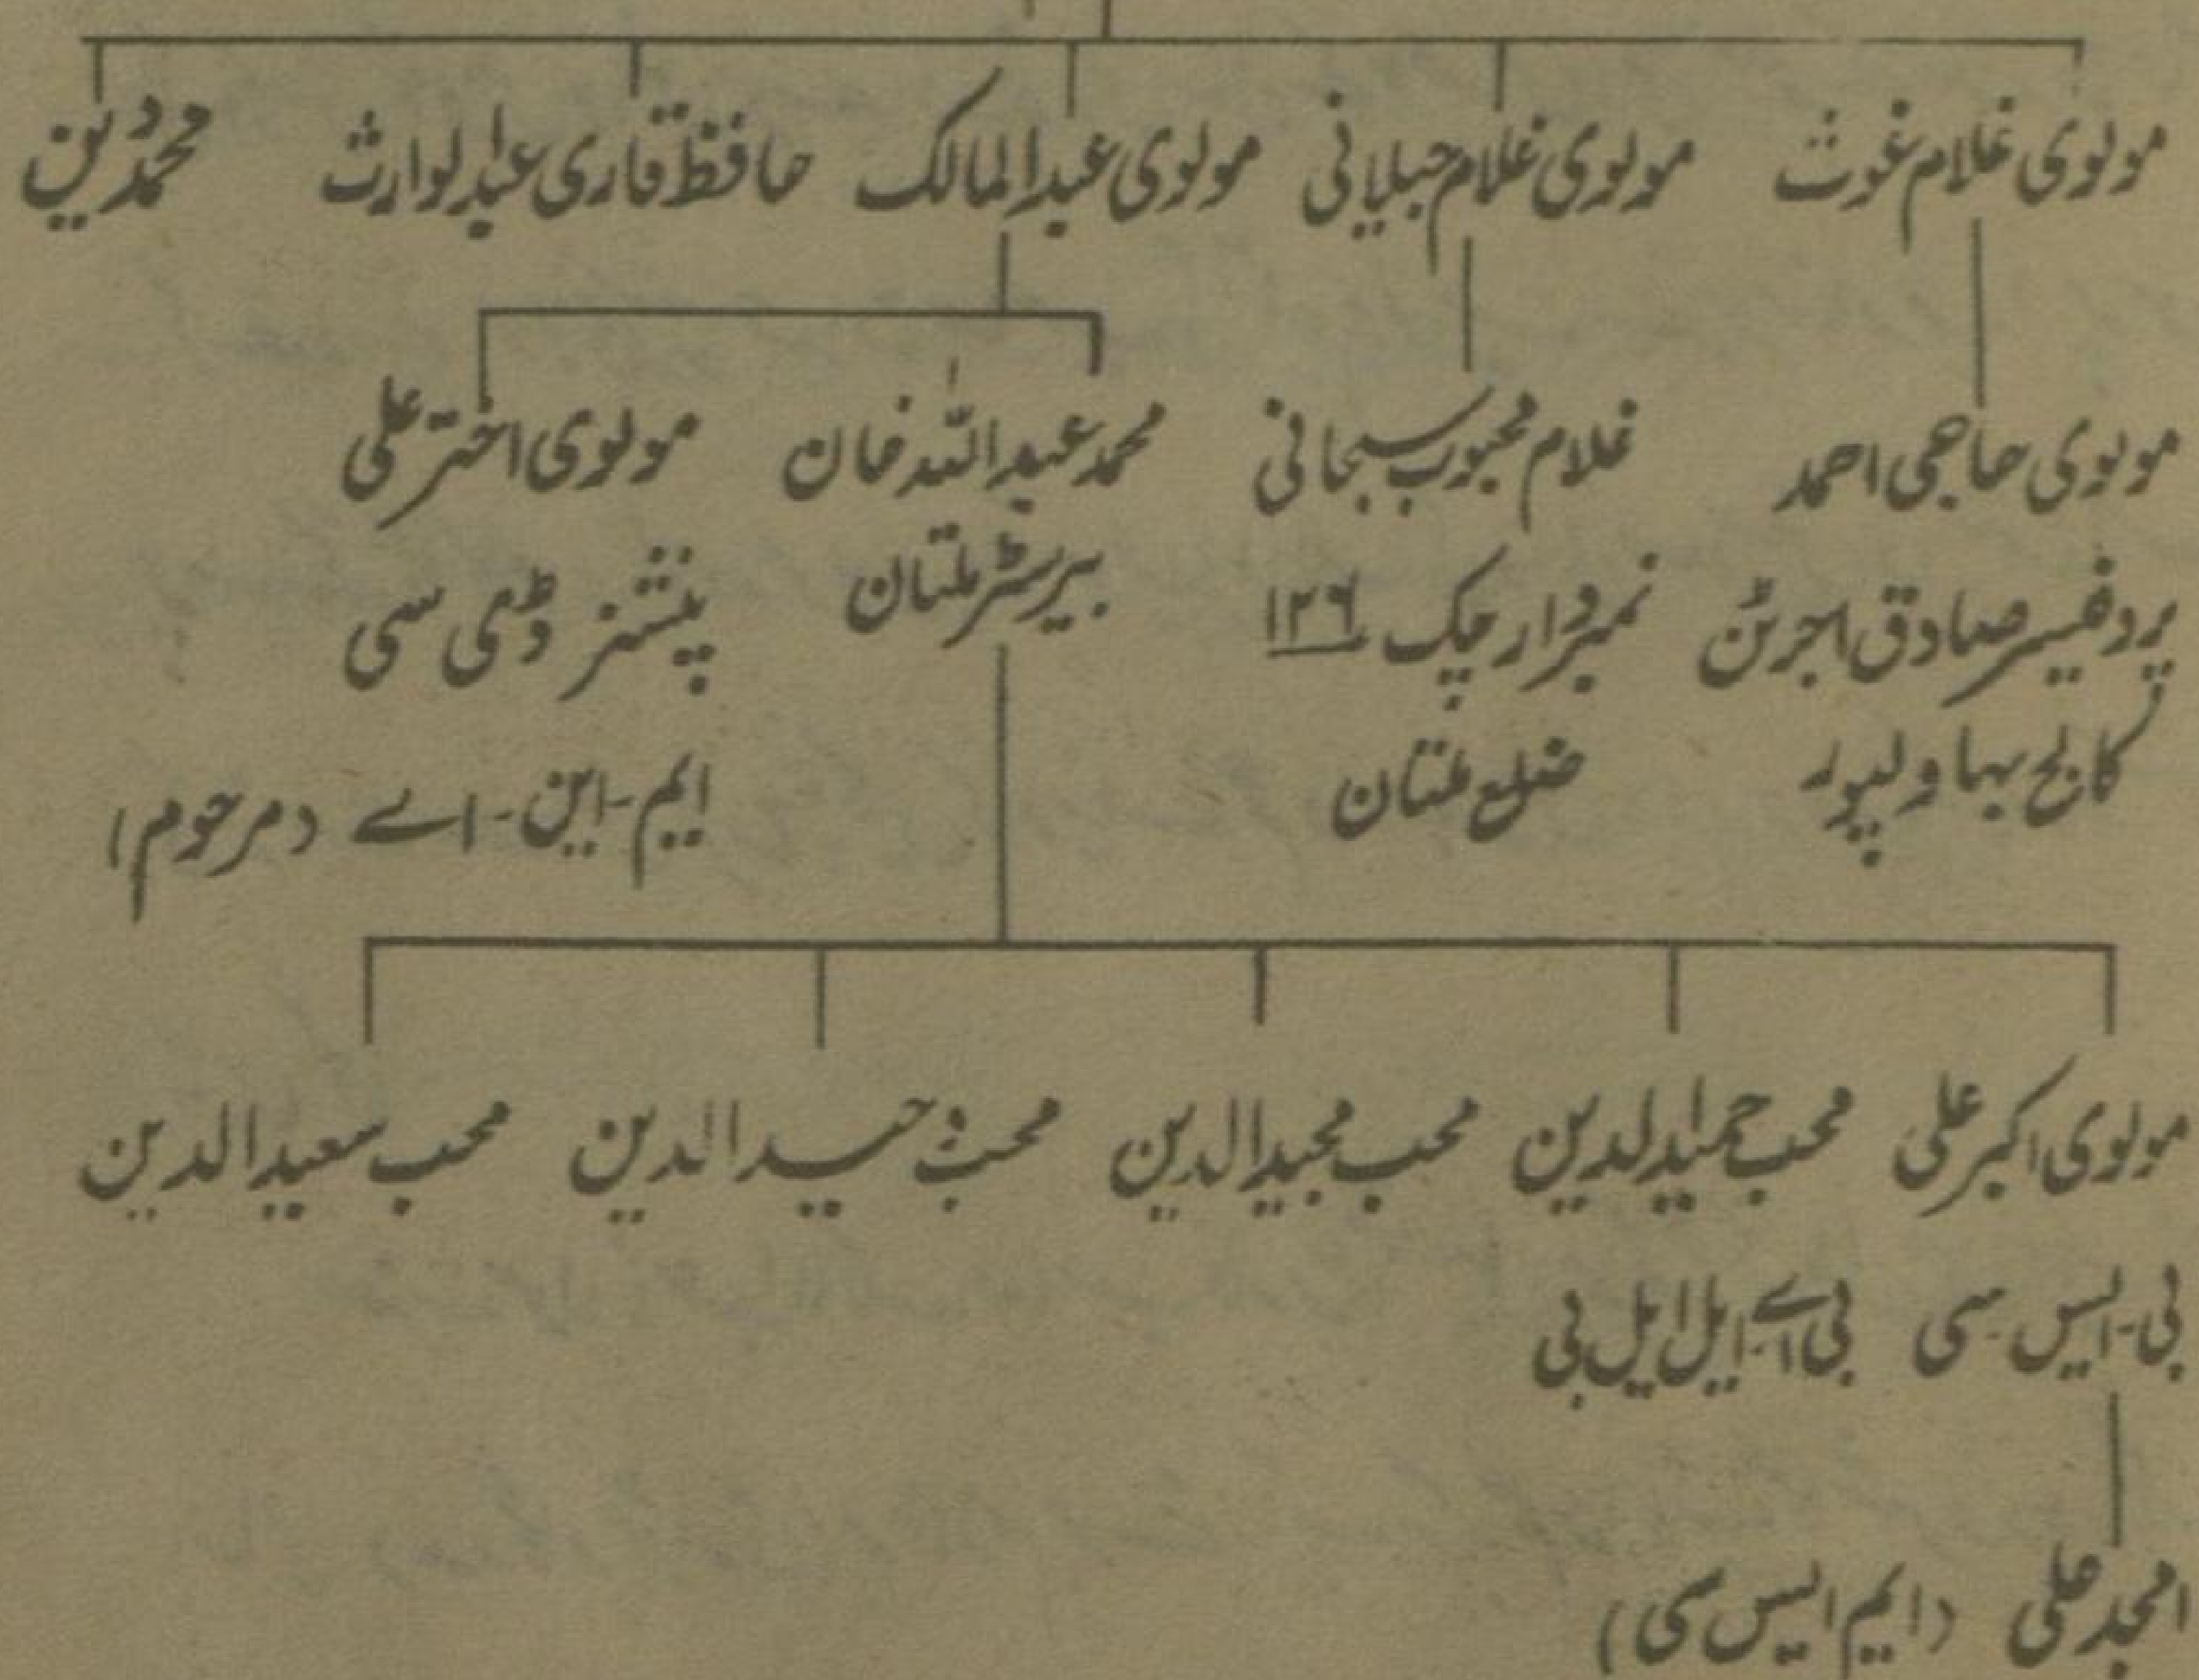 مولوی غلام غوث مولوی غلام جیلانی مولوی عبدالمالک حافظ قاری عبدالوارث محمد دین
مولوی حاجی احمد غلام محبوب سبحانی محمد عبداللہ خان مولوی اختر علی
پروفیسر صادق ایجرٹن نمبردار چک ۱۲۶ بیرسٹر ملتان پنشنر ڈی سی
کالج بہاولپور ضلع ملتان ایم-این-اے (مرحوم)
مولوی اکبر علی محب حمیدالدین محب مجیدالدین محب وحیدالدین محب سعیدالدین
بی-ایس-سی بی اے-ایل ایل بی
امجد علی (ایم ایس سی)